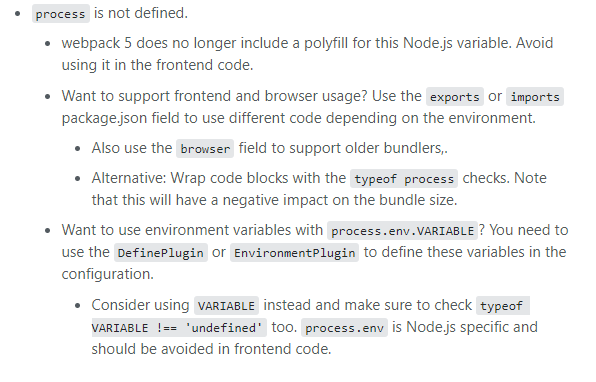 process is not defined.
webpack 5 does no longer include a polyfill for this Node.js variable. Avoid
using it in the frontend code.
Want to support frontend and browser usage? Use the exports or imports
package.json field to use different code depending on the environment.
Also use the browser field to support older bundlers,.
Alternative: Wrap code blocks with the typeof process checks. Note
that this will have a negative impact on the bundle size.
Want to use environment variables with process.env.VARIABLE? You need to
use the DefinePlugin or EnvironmentPlugin to define these variables in the
configuration.
Consider using VARIABLE instead and make sure to check typeof
VARIABLE !== 'undefined' too. process.env is Node.js specific and
should be avoided in frontend code.